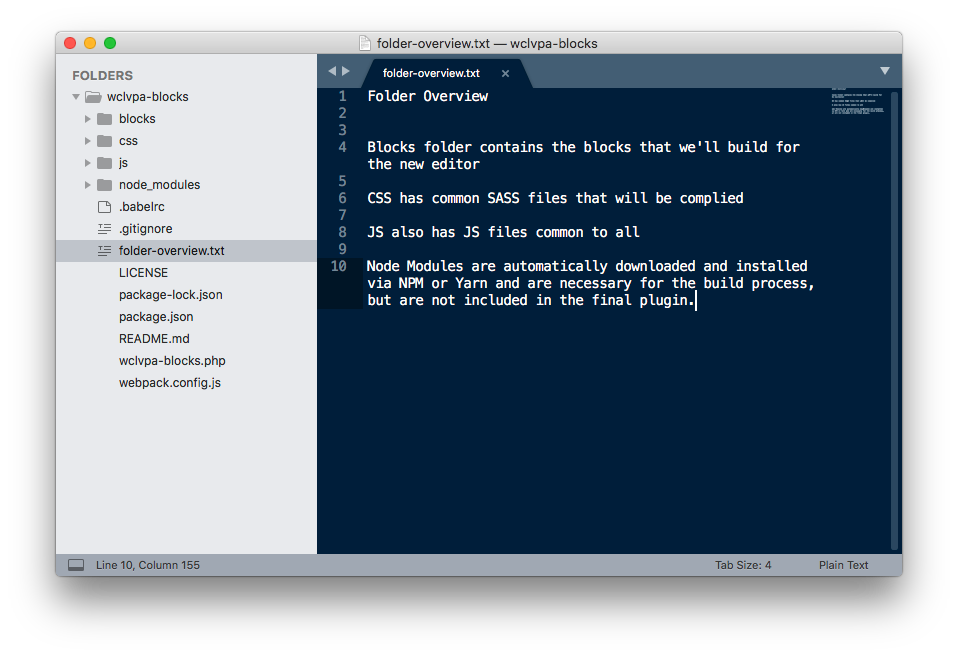 folder-overview.txt — wclvpa-blocks
FOLDERS
wclvpa-blocks
blocks
css
js
node_modules
.babelrc
.gitignore
folder-overview.txt
LICENSE
package-lock.json
package.json
README.md
wclvpa-blocks.php
webpack.config.js
folder-overview.txt ×
1 Folder Overview
2
3
4 Blocks folder contains the blocks that we'll build for
the new editor
5
6 CSS has common SASS files that will be complied
7
8 JS also has JS files common to all
9
10 Node Modules are automatically downloaded and installed
via NPM or Yarn and are necessary for the build process,
but are not included in the final plugin.
Line 10, Column 155
Tab Size: 4
Plain Text